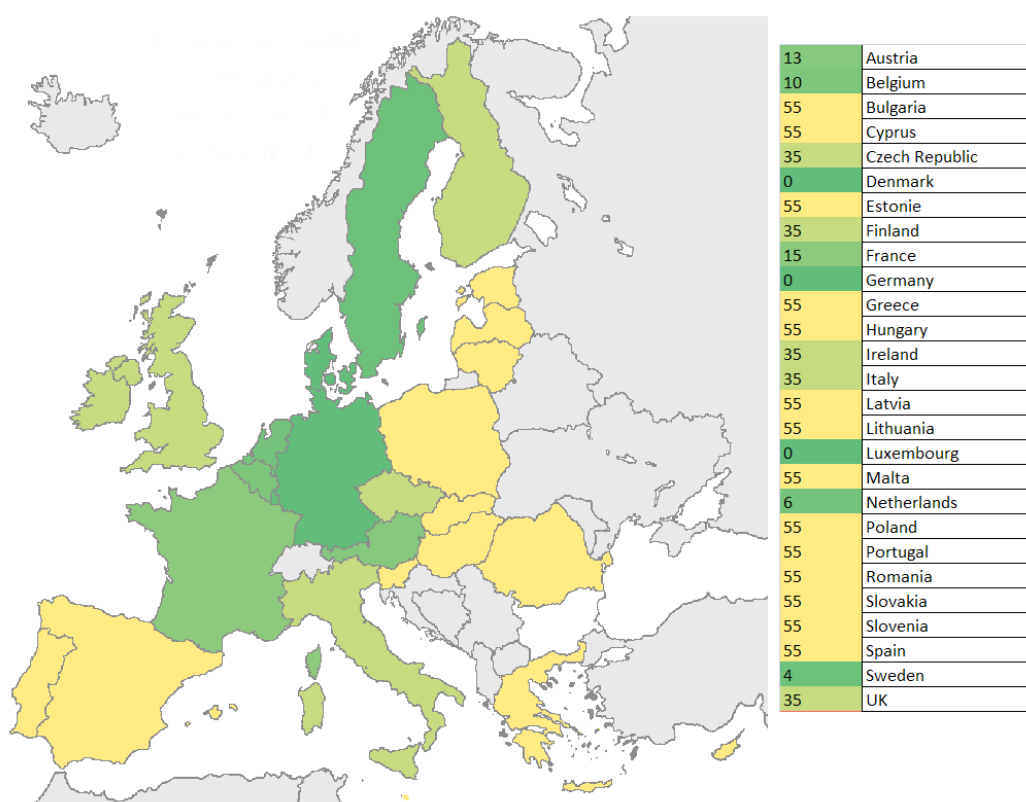 13 Austria
10 Belgium
55 Bulgaria
55 Cyprus
35 Czech Republic
0 Denmark
55 Estonie
35 Finland
15 France
0 Germany
55 Greece
55 Hungary
35 Ireland
35 Italy
55 Latvia
55 Lithuania
0 Luxembourg
55 Malta
6 Netherlands
55 Poland
55 Portugal
55 Romania
55 Slovakia
55 Slovenia
55 Spain
4 Sweden
35 UK